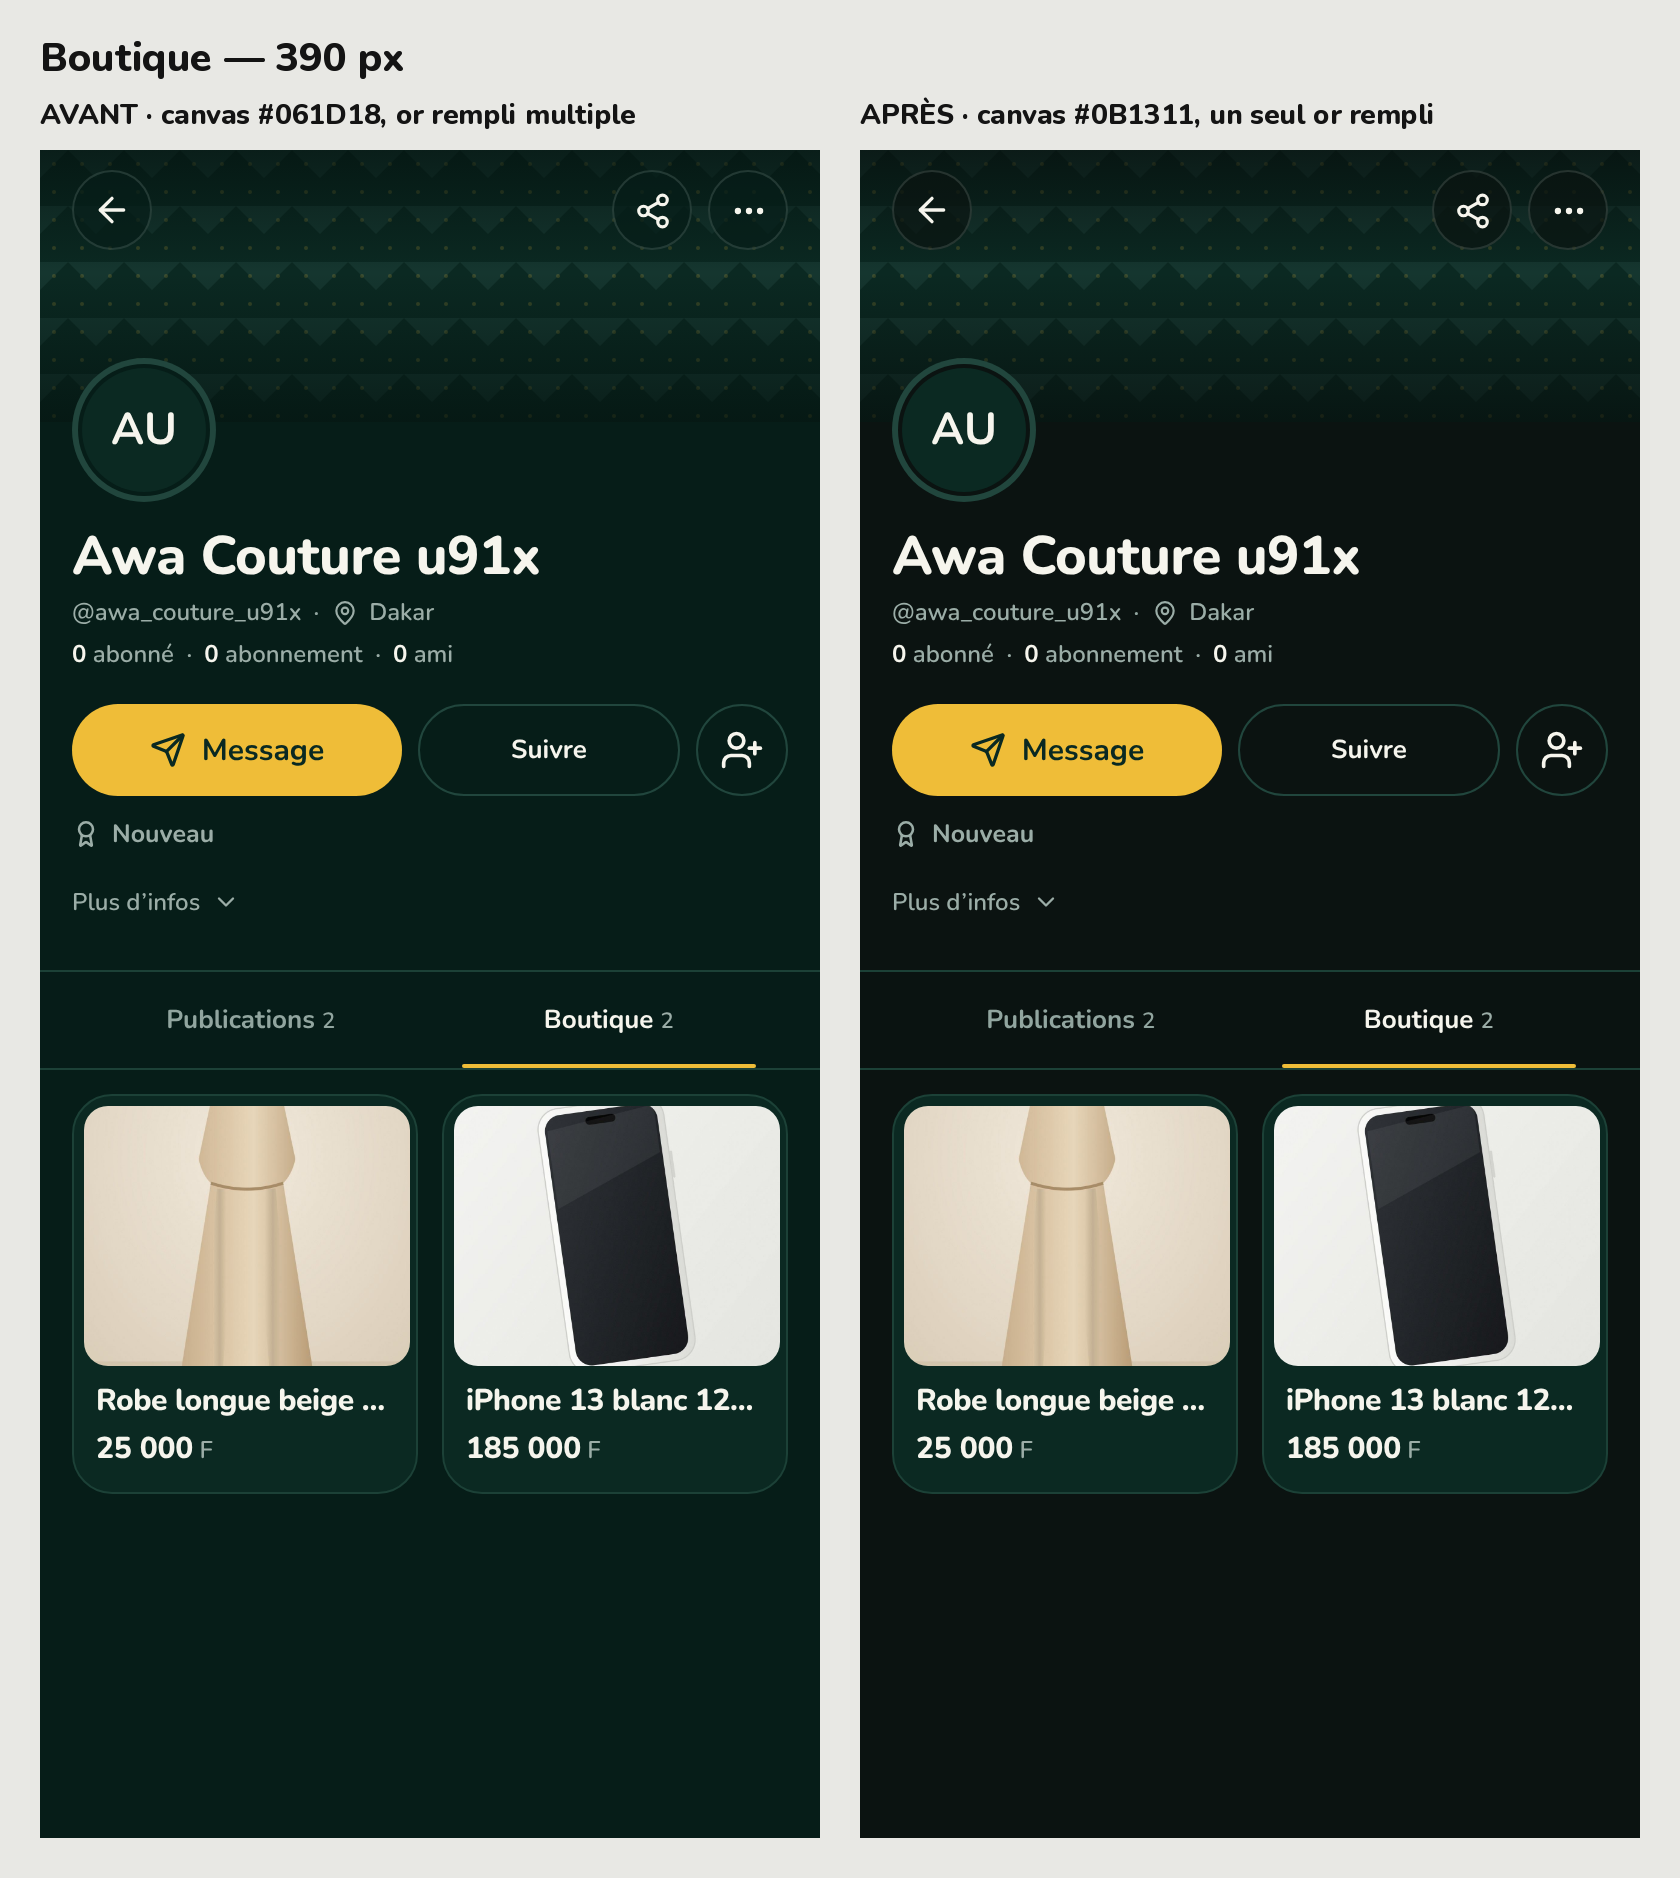 Boutique — 390 px
AVANT · canvas #061D18, or rempli multiple
AU
Awa Couture u91x
@awa_couture_u91x · Dakar
0 abonné · 0 abonnement · 0 ami
Message
Suivre
Nouveau
Plus d’infos
Publications 2
Boutique 2
Robe longue beige ...
25 000 F
iPhone 13 blanc 12...
185 000 F
APRÈS · canvas #0B1311, un seul or rempli
AU
Awa Couture u91x
@awa_couture_u91x · Dakar
0 abonné · 0 abonnement · 0 ami
Message
Suivre
Nouveau
Plus d’infos
Publications 2
Boutique 2
Robe longue beige ...
25 000 F
iPhone 13 blanc 12...
185 000 F